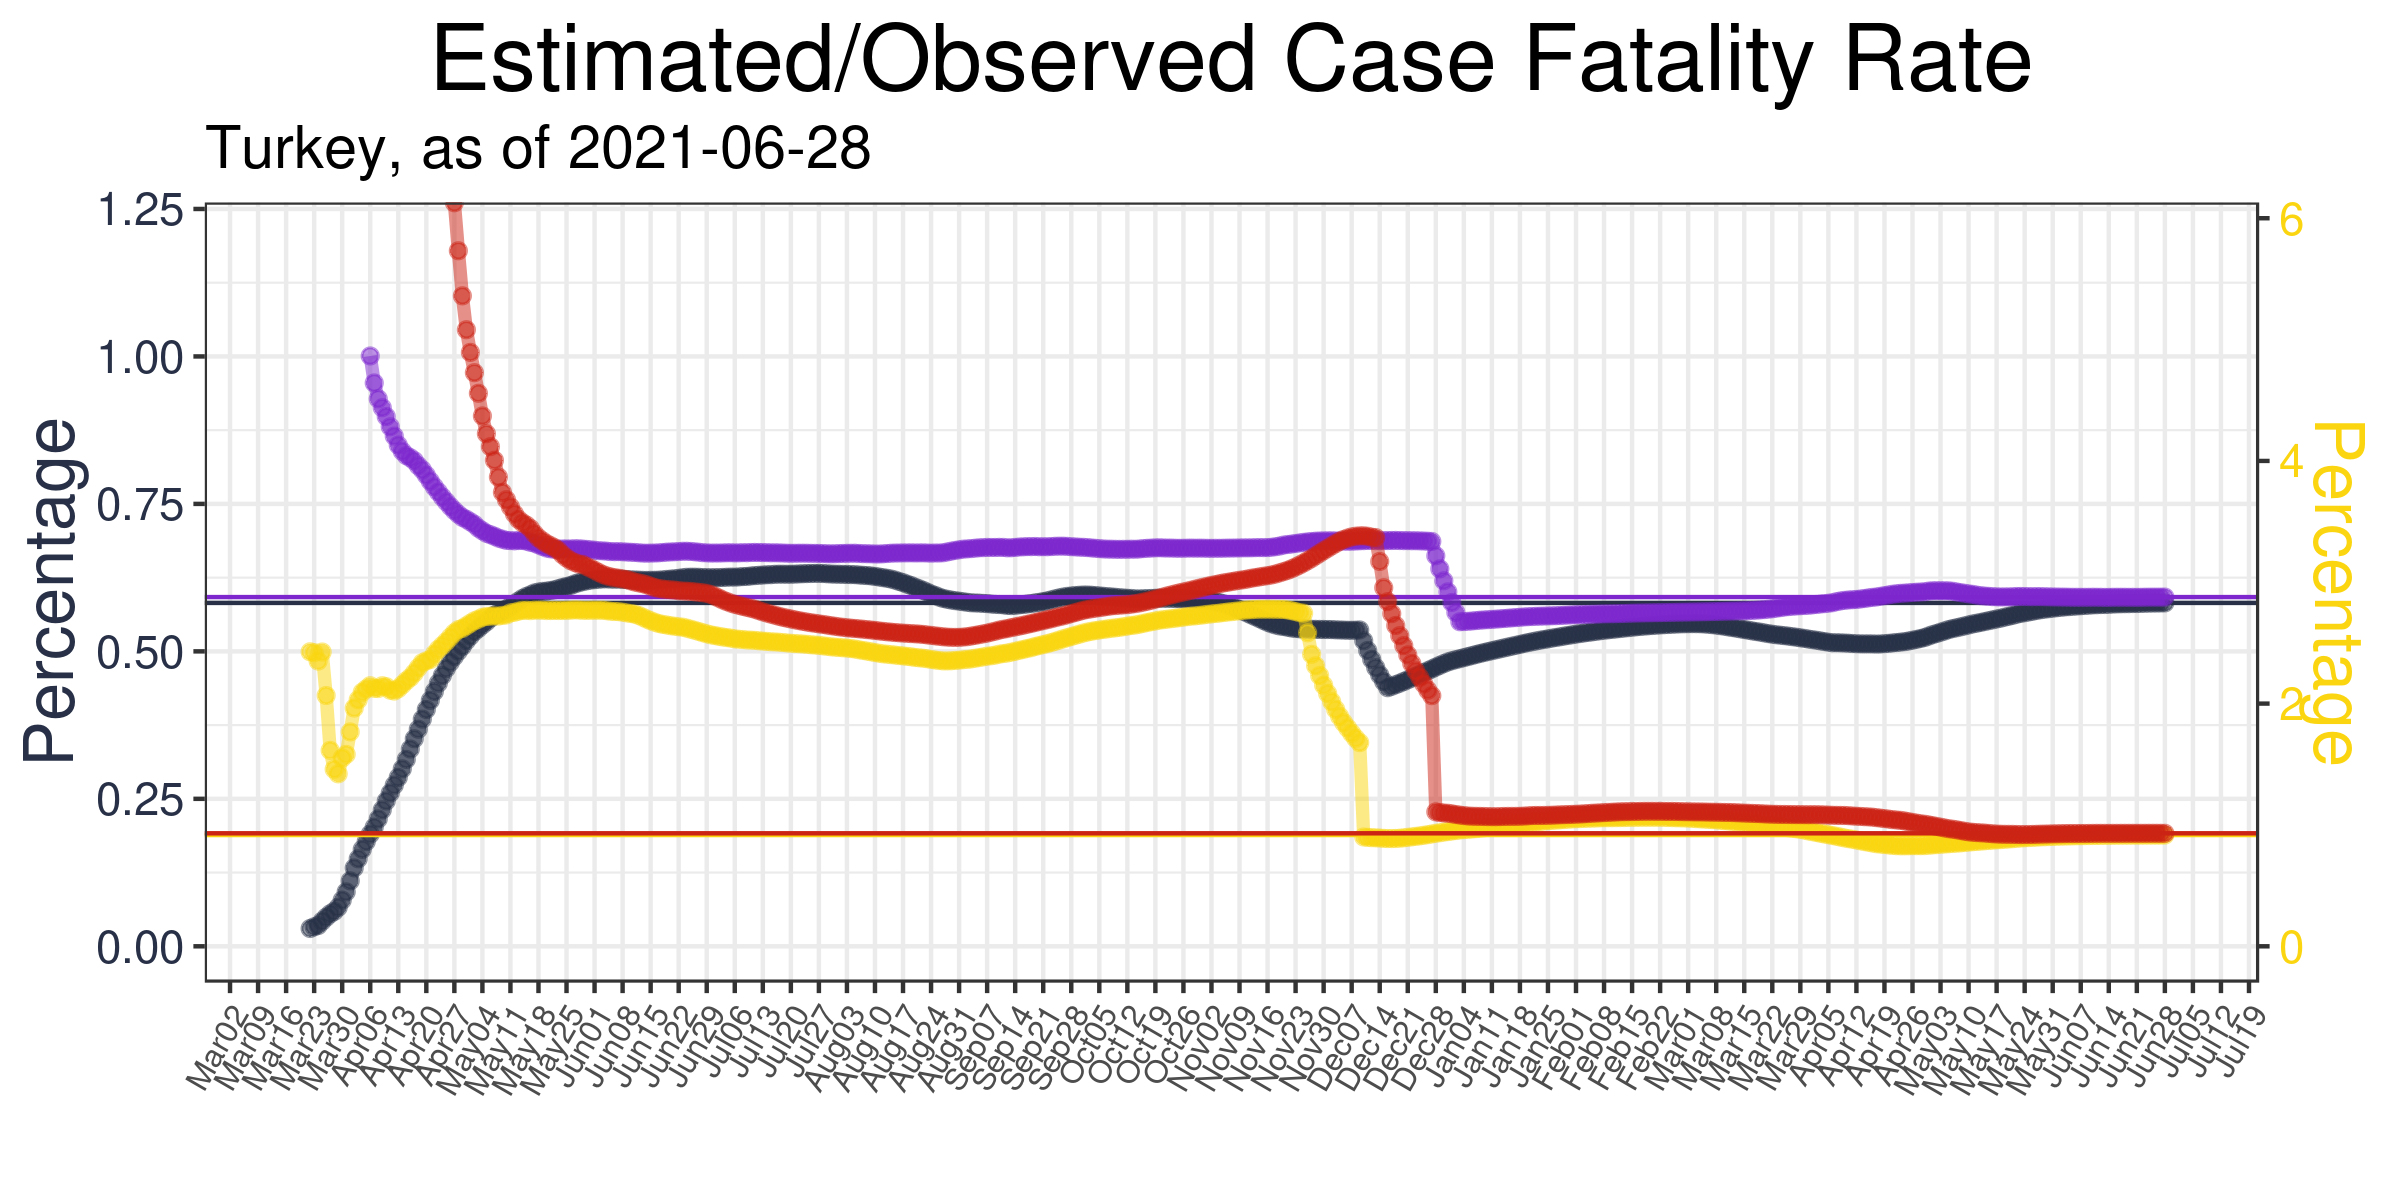 Estimated/Observed Case Fatality Rate
Turkey, as of 2021-06-28
Percentage
1.25
1.00
0.75
0.50
0.25
0.00
6
4
2
0
Percentage
Mar02
Mar09
Mar16
Mar23
Mar30
Apr06
Apr13
Apr20
Apr27
May04
May11
May18
May25
Jun01
Jun08
Jun15
Jun22
Jun29
Jul06
Jul13
Jul20
Jul27
Aug03
Aug10
Aug17
Aug24
Aug31
Sep07
Sep14
Sep21
Sep28
Oct05
Oct12
Oct19
Oct26
Nov02
Nov09
Nov16
Nov23
Nov30
Dec07
Dec14
Dec21
Dec28
Jan04
Jan11
Jan18
Jan25
Feb01
Feb08
Feb15
Feb22
Mar01
Mar08
Mar15
Mar22
Mar29
Apr05
Apr12
Apr19
Apr26
May03
May10
May17
May24
May31
Jun07
Jun14
Jun21
Jun28
Jul05
Jul12
Jul19